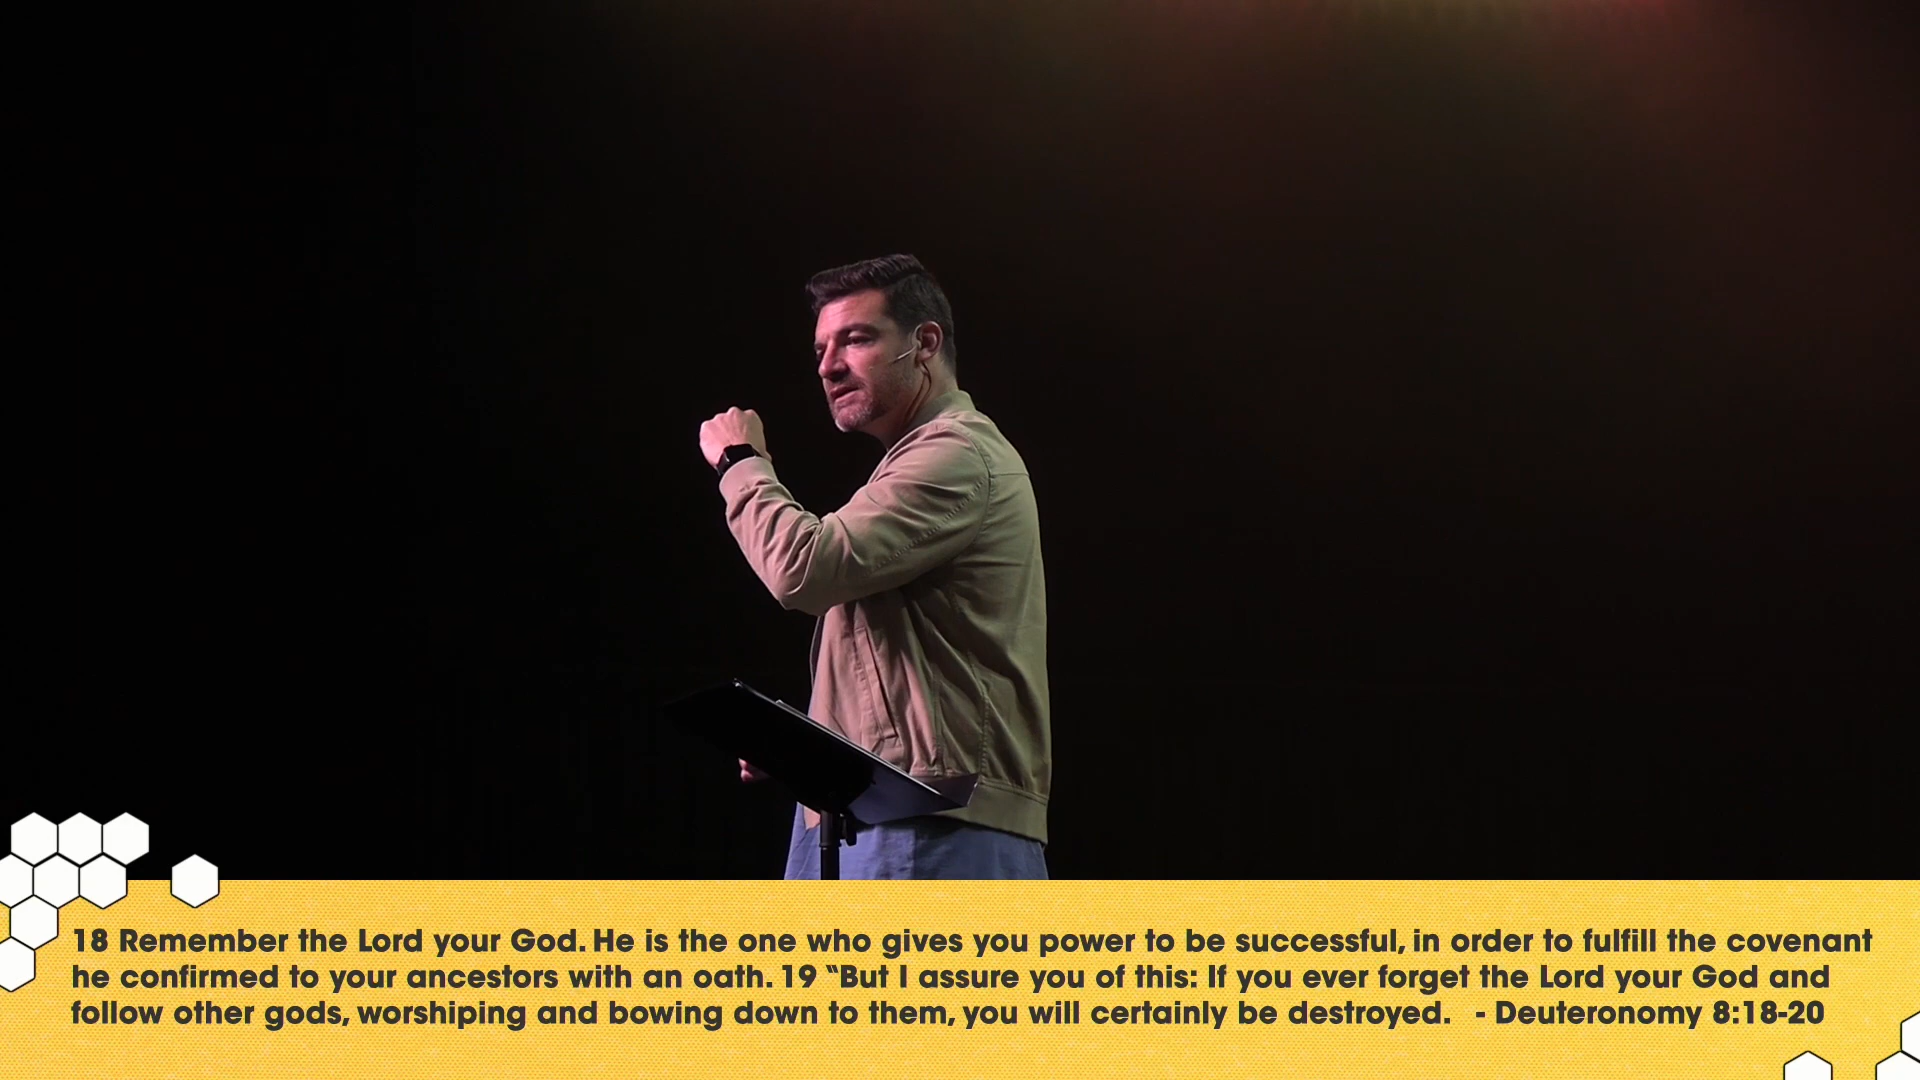 18 Remember the Lord your God. He is the one who gives you power to be successful, in order to fulfill the covenant
he confirmed to your ancestors with an oath. 19 “But I assure you of this: If you ever forget the Lord your God and
follow other gods, worshiping and bowing down to them, you will certainly be destroyed. - Deuteronomy 8:18-20